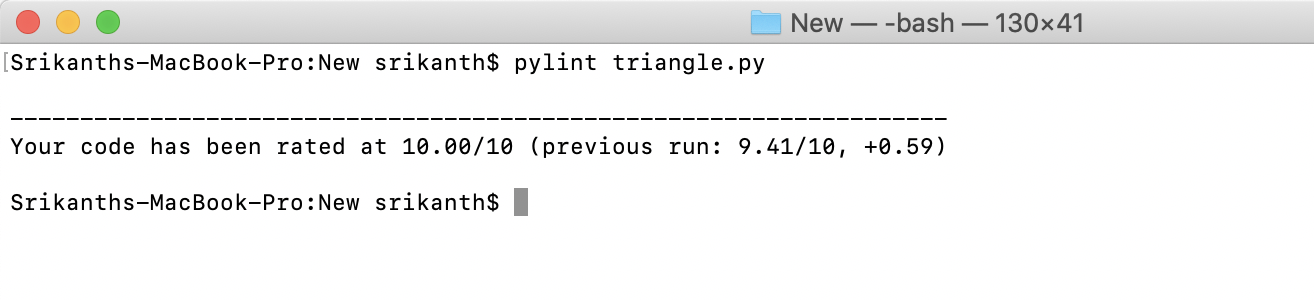 New — -bash — 130×41
Srikanths-MacBook-Pro:New srikanth$ pylint triangle.py
-------------------------------------------------------------------
Your code has been rated at 10.00/10 (previous run: 9.41/10, +0.59)
Srikanths-MacBook-Pro:New srikanth$